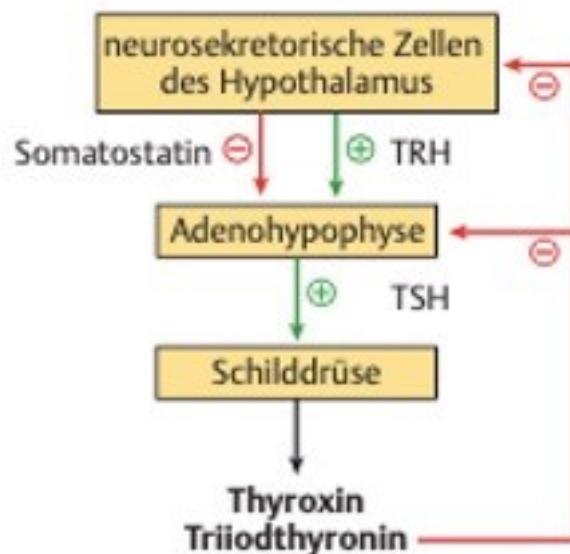 neurosekretorische Zellen
des Hypothalamus
Somatostatin ⊖ ⊕ TRH
⊖
Adenohypophyse
⊖
⊕ TSH
Schilddrüse
Thyroxin
Triiodthyronin